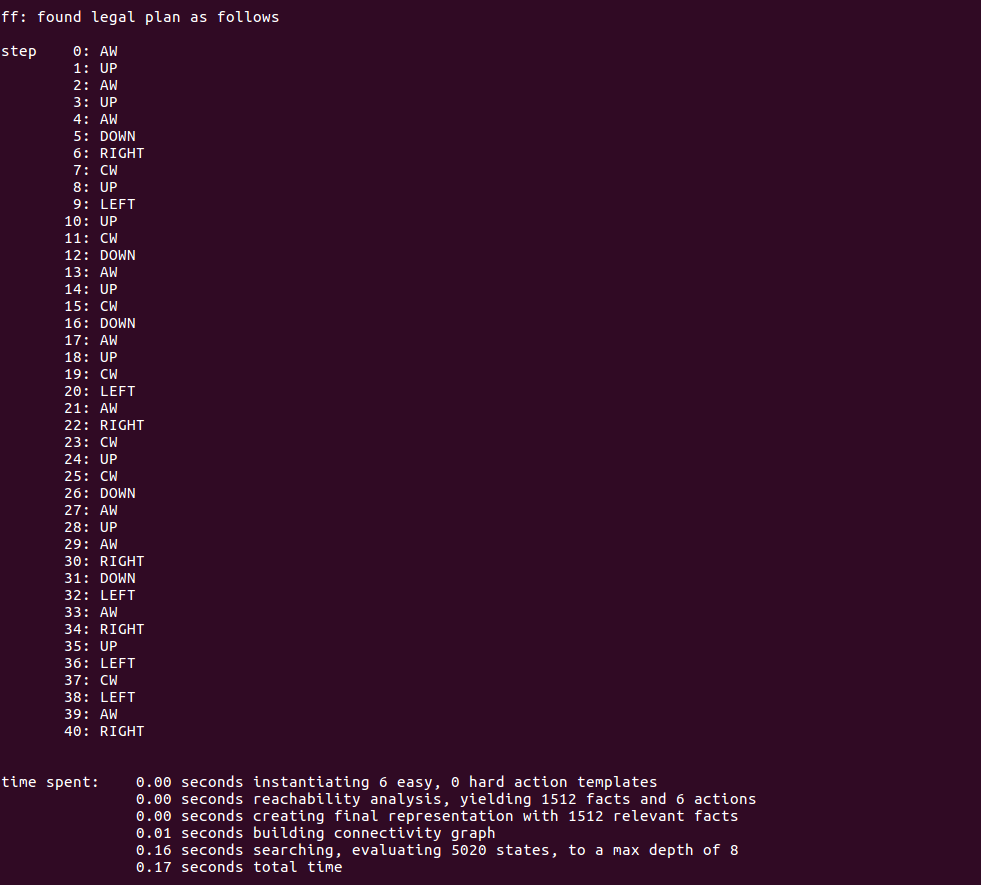 ff: found legal plan as follows
step    0: AW
        1: UP
        2: AW
        3: UP
        4: AW
        5: DOWN
        6: RIGHT
        7: CW
        8: UP
        9: LEFT
       10: UP
       11: CW
       12: DOWN
       13: AW
       14: UP
       15: CW
       16: DOWN
       17: AW
       18: UP
       19: CW
       20: LEFT
       21: AW
       22: RIGHT
       23: CW
       24: UP
       25: CW
       26: DOWN
       27: AW
       28: UP
       29: AW
       30: RIGHT
       31: DOWN
       32: LEFT
       33: AW
       34: RIGHT
       35: UP
       36: LEFT
       37: CW
       38: LEFT
       39: AW
       40: RIGHT
time spent:    0.00 seconds instantiating 6 easy, 0 hard action templates
               0.00 seconds reachability analysis, yielding 1512 facts and 6 actions
               0.00 seconds creating final representation with 1512 relevant facts
               0.01 seconds building connectivity graph
               0.16 seconds searching, evaluating 5020 states, to a max depth of 8
               0.17 seconds total time